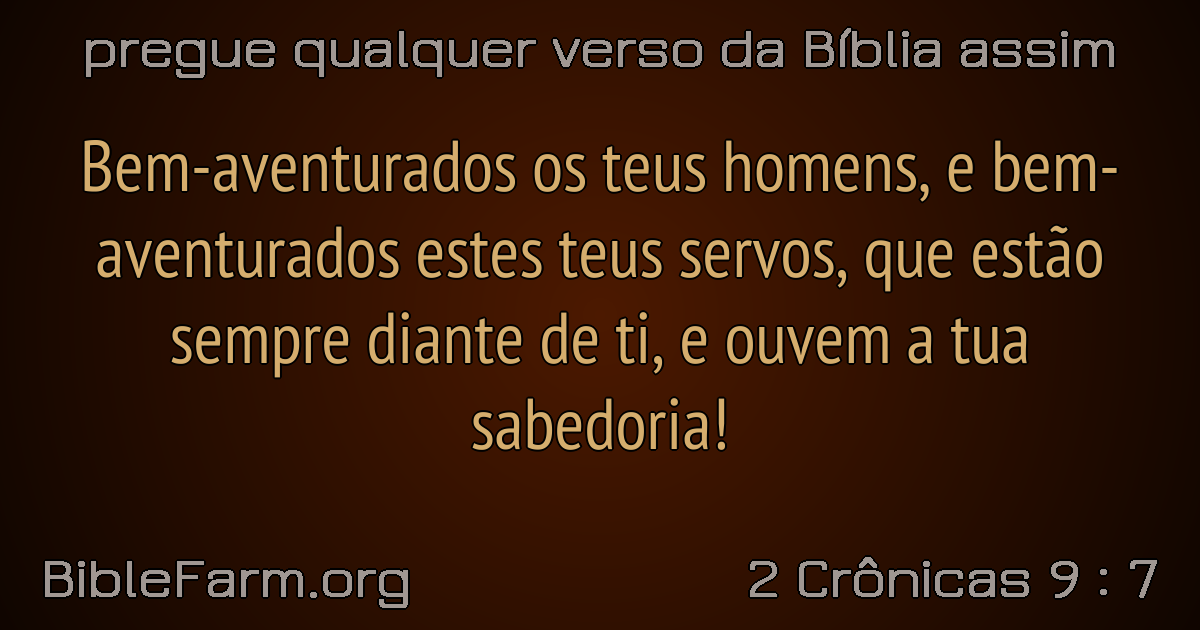 pregue qualquer verso da Bíblia assim
Bem-aventurados os teus homens, e bem-
aventurados estes teus servos, que estão
sempre diante de ti, e ouvem a tua
sabedoria!
BibleFarm.org
2 Crônicas 9 : 7